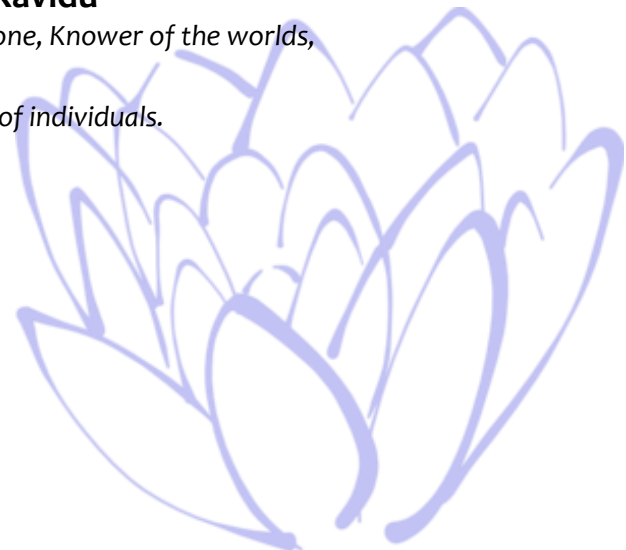 kavidu
one, Knower of the worlds,
of individuals.